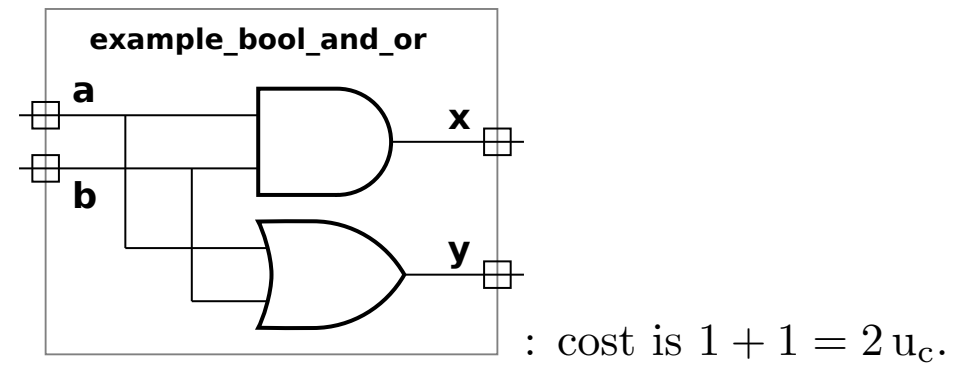 example_bool_and_or
a
x
b
y
: cost is 1 + 1 = 2 u_c.